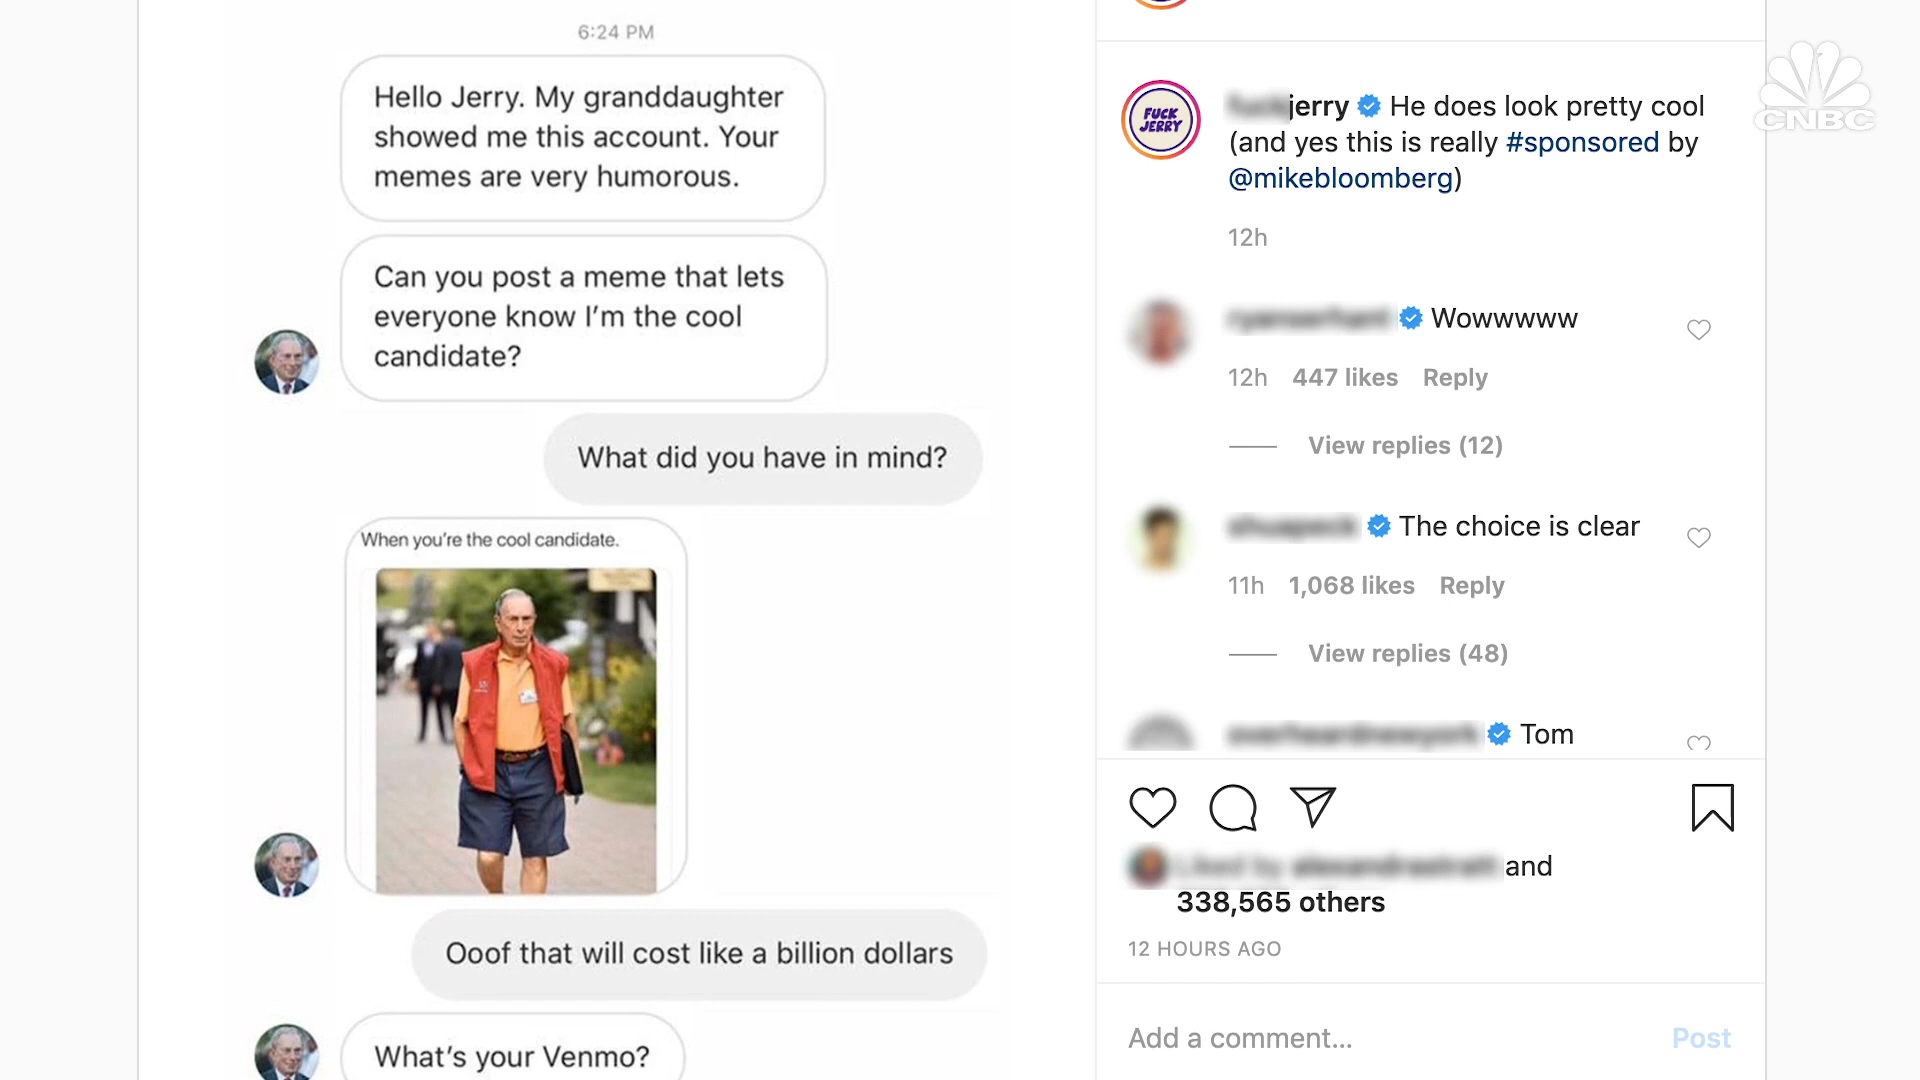 6:24 PM
Hello Jerry. My granddaughter
showed me this account. Your
memes are very humorous.
Can you post a meme that lets
everyone know I'm the cool
candidate?
What did you have in mind?
When you're the cool candidate.
Ooof that will cost like a billion dollars
What's your Venmo?
CNBC
FUCK
JERRY
jerry He does look pretty cool
(and yes this is really #sponsored by
@mikebloomberg)
12h
Wowwwww
12h 447 likes Reply
View replies (12)
The choice is clear
11h 1,068 likes Reply
View replies (48)
Tom
and
338,565 others
12 HOURS AGO
Add a comment... Post